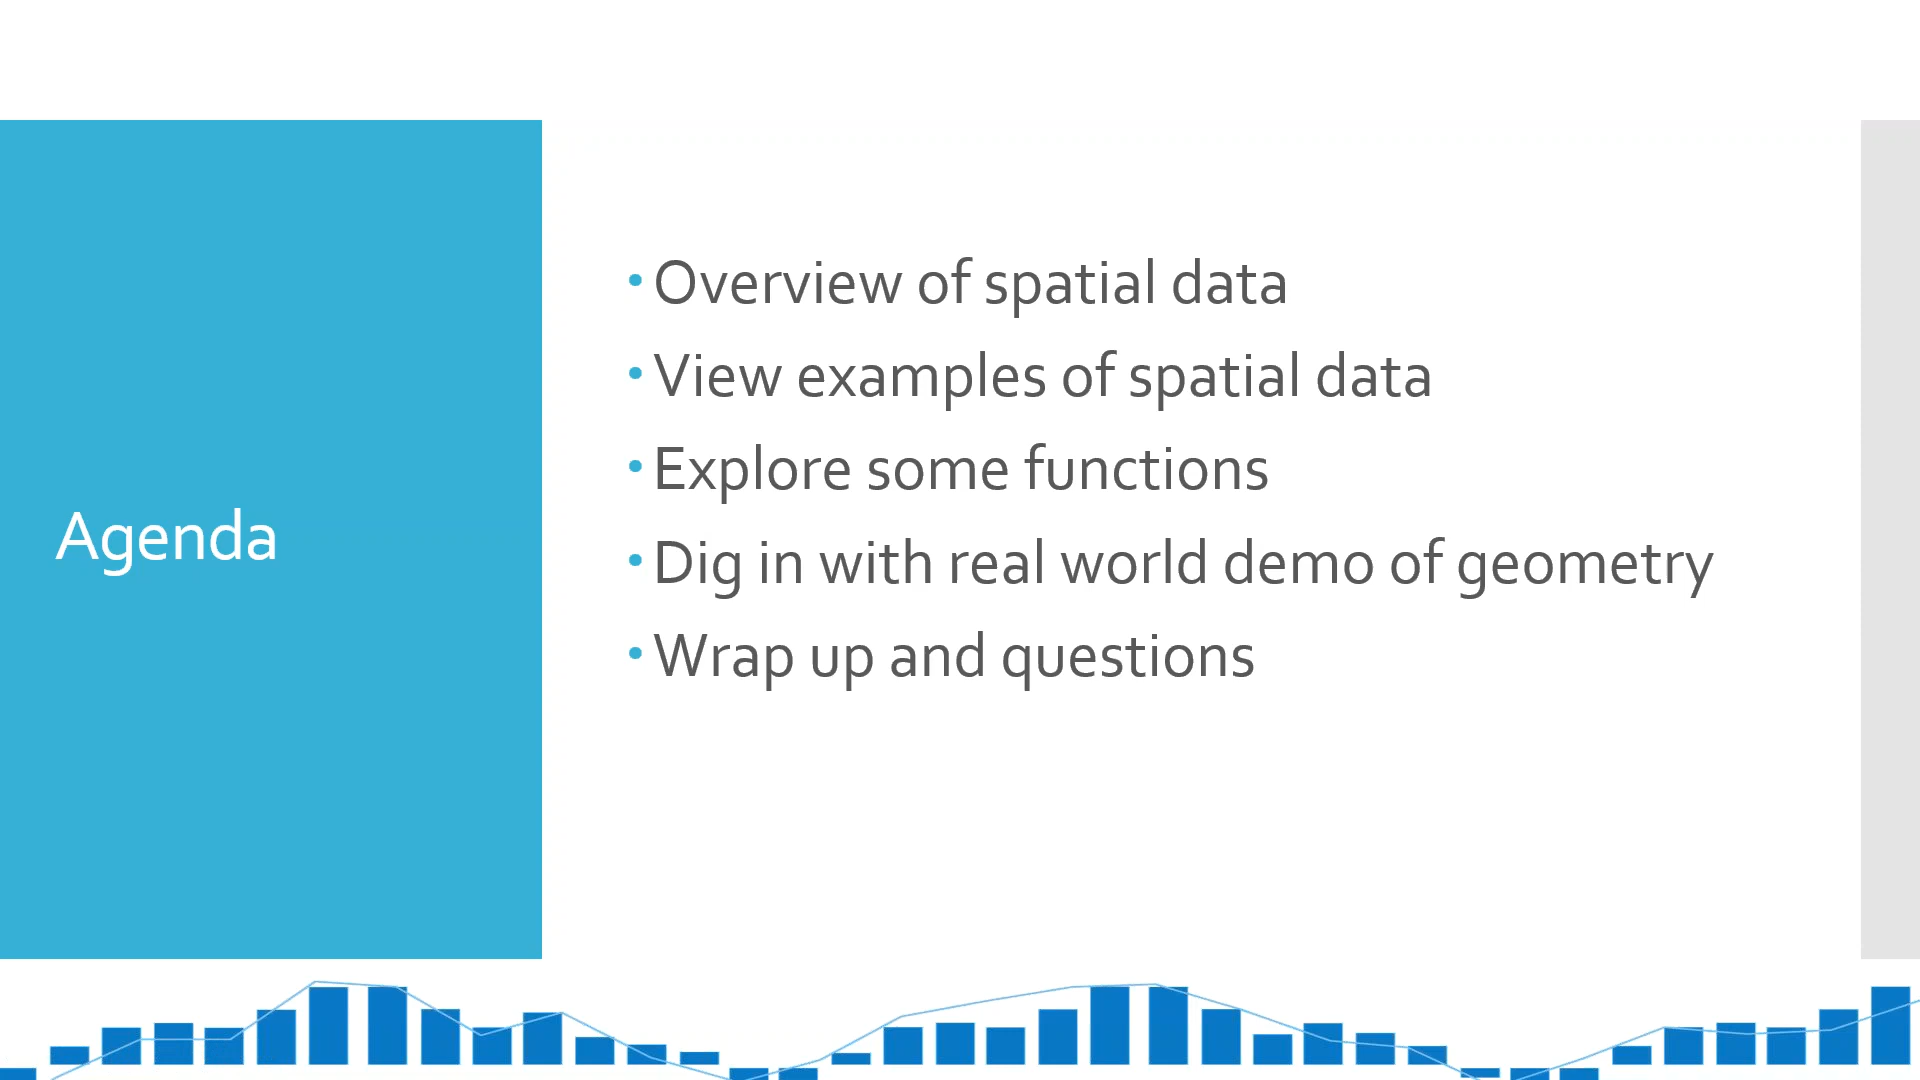 Agenda
• Overview of spatial data
• View examples of spatial data
• Explore some functions
• Dig in with real world demo of geometry
• Wrap up and questions